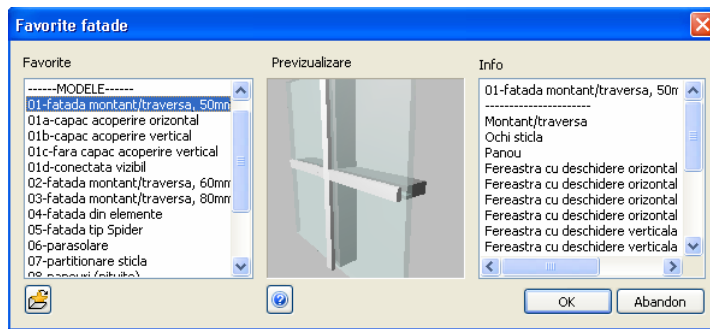 Favorite fatade
Favorite
Previzualizare
Info
------MODELE------
01-fatada montant/traversa, 50mm
01a-capac acoperire orizontal
01b-capac acoperire vertical
01c-fara capac acoperire vertical
01d-conectata vizibil
02-fatada montant/traversa, 60mm
03-fatada montant/traversa, 80mm
04-fatada din elemente
05-fatada tip Spider
06-parasolare
07-partitionare sticla
01-fatada montant/traversa, 50m
----------------------
Montant/traversa
Ochi sticla
Panou
Fereastra cu deschidere orizontal
Fereastra cu deschidere orizontal
Fereastra cu deschidere orizontal
Fereastra cu deschidere orizontal
Fereastra cu deschidere verticala
Fereastra cu deschidere verticala
OK
Abandon